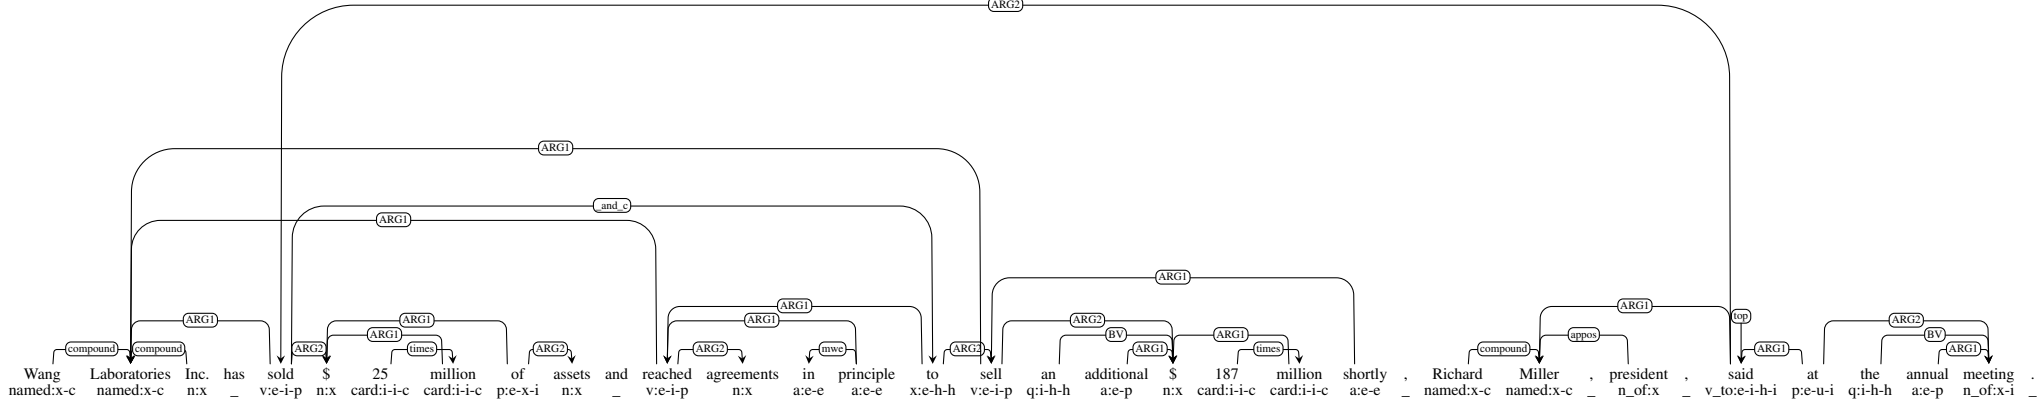 ARG2
ARG1
_and_c
ARG1
ARG1
ARG1 ARG1
top
ARG1 ARG1 ARG1 ARG2 ARG2
ARG1 BV ARG1 appos BV
compound compound ARG2 times ARG2 ARG2 mwe ARG2 ARG1 times compound ARG1 ARG1
Wang Laboratories Inc. has sold $ 25 million of assets and reached agreements in principle to sell an additional $ 187 million shortly , Richard Miller , president , said at the annual meeting .
named:x-c named:x-c n:x _ v:e-i-p n:x card:i-i-c card:i-i-c p:e-x-i n:x _ v:e-i-p n:x a:e-e a:e-e x:e-h-h v:e-i-p q:i-h-h a:e-p n:x card:i-i-c card:i-i-c a:e-e _ named:x-c named:x-c _ n_of:x _ v_to:e-i-h-i p:e-u-i q:i-h-h a:e-p n_of:x-i _